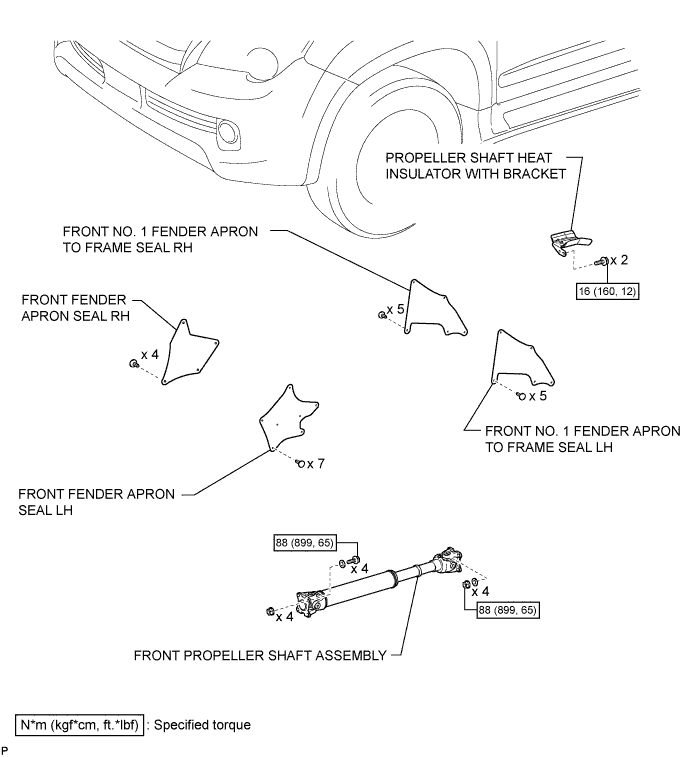 PROPELLER SHAFT HEAT
INSULATOR WITH BRACKET
FRONT NO. 1 FENDER APRON
TO FRAME SEAL RH
x 2
16 (160, 12)
FRONT FENDER
APRON SEAL RH
x 5
x 4
x 5
FRONT NO. 1 FENDER APRON
TO FRAME SEAL LH
x 7
FRONT FENDER APRON
SEAL LH
88 (899, 65)
x 4
x 4
x 4
88 (899, 65)
FRONT PROPELLER SHAFT ASSEMBLY
N*m (kgf*cm, ft.*lbf) : Specified torque
P